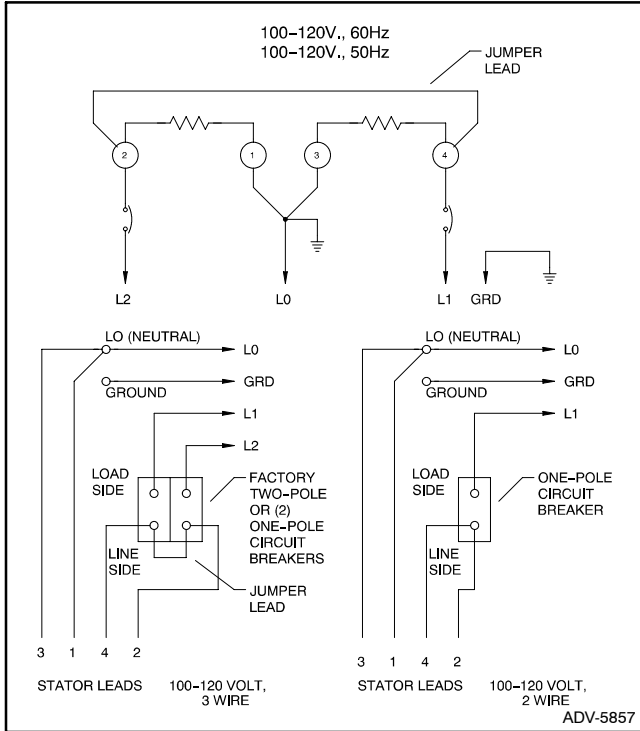 100–120V., 60Hz
100–120V., 50Hz
JUMPER
LEAD
2
1
3
4
L2
L0
L1
GRD
LO (NEUTRAL)
L0
GRD
GROUND
L1
L2
LOAD
SIDE
FACTORY
TWO–POLE
OR (2)
ONE–POLE
CIRCUIT
BREAKERS
LINE
SIDE
JUMPER
LEAD
3 1 4 2
STATOR LEADS
100–120 VOLT,
3 WIRE
LO (NEUTRAL)
L0
GRD
GROUND
L1
LOAD
SIDE
ONE–POLE
CIRCUIT
BREAKER
LINE
SIDE
3 1 4 2
STATOR LEADS
100–120 VOLT,
2 WIRE
ADV-5857